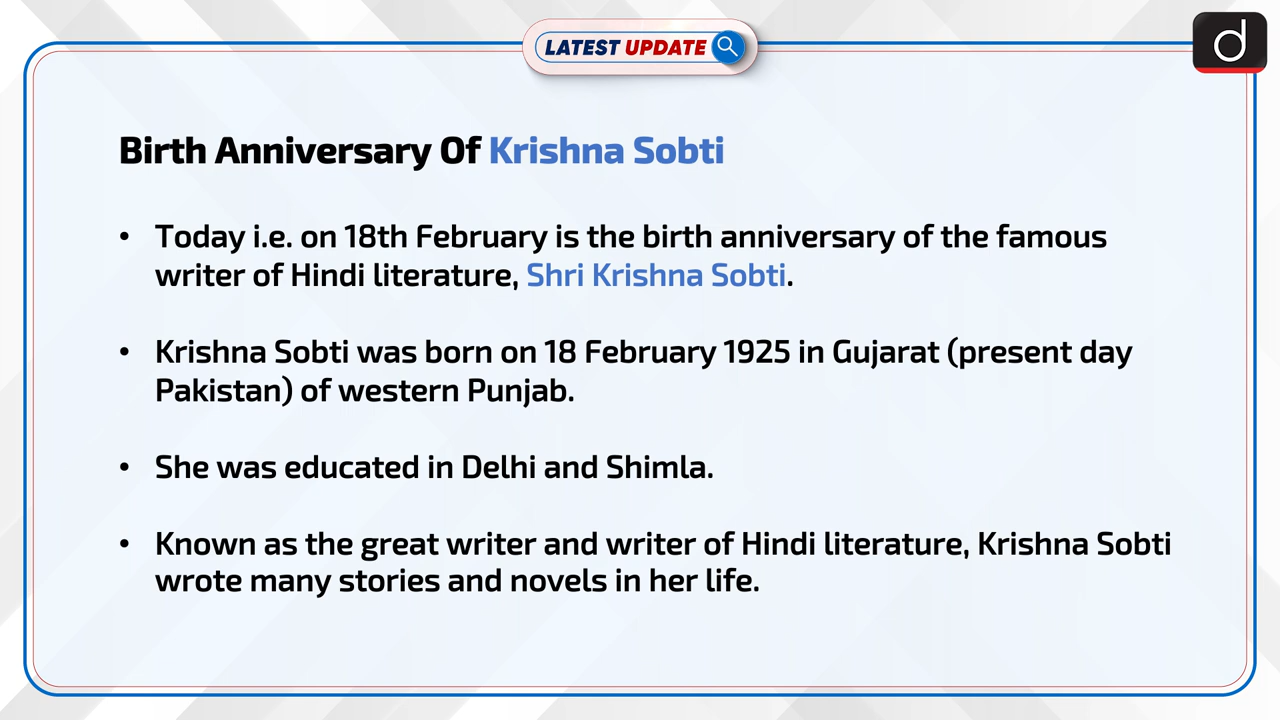 LATEST UPDATE
d
Birth Anniversary Of Krishna Sobti
• Today i.e. on 18th February is the birth anniversary of the famous
writer of Hindi literature, Shri Krishna Sobti.
• Krishna Sobti was born on 18 February 1925 in Gujarat (present day
Pakistan) of western Punjab.
• She was educated in Delhi and Shimla.
• Known as the great writer and writer of Hindi literature, Krishna Sobti
wrote many stories and novels in her life.